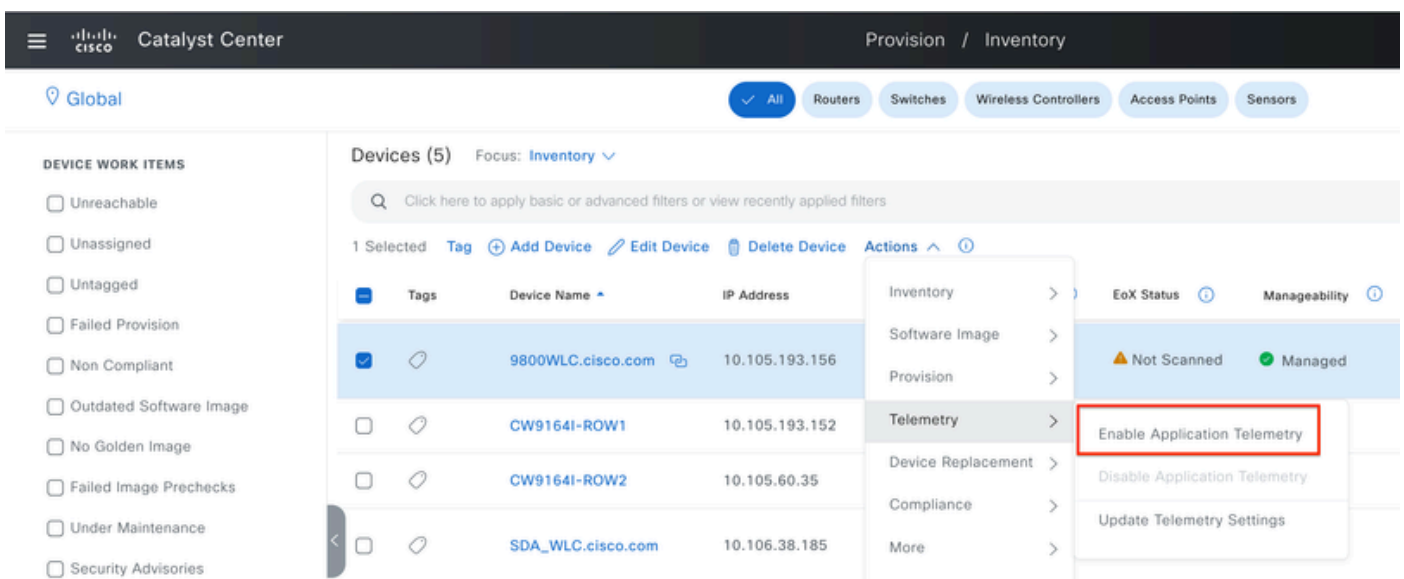 cisco Catalyst Center
Provision / Inventory
Global
All Routers Switches Wireless Controllers Access Points Sensors
DEVICE WORK ITEMS
Unreachable
Unassigned
Untagged
Failed Provision
Non Compliant
Outdated Software Image
No Golden Image
Failed Image Prechecks
Under Maintenance
Security Advisories
Devices (5) Focus: Inventory
Click here to apply basic or advanced filters or view recently applied filters
1 Selected Tag Add Device Edit Device Delete Device Actions
Tags Device Name IP Address EoX Status Manageability
9800WLC.cisco.com 10.105.193.156 Not Scanned Managed
CW9164I-ROW1 10.105.193.152
CW9164I-ROW2 10.105.60.35
SDA_WLC.cisco.com 10.106.38.185
Inventory
Software Image
Provision
Telemetry
Device Replacement
Compliance
More
Enable Application Telemetry
Disable Application Telemetry
Update Telemetry Settings